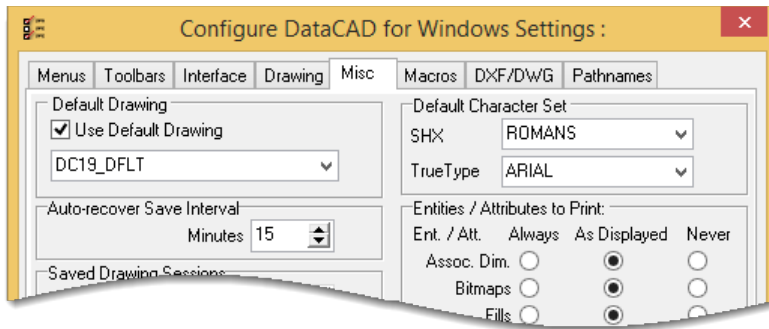 Configure DataCAD for Windows Settings :
Menus Toolbars Interface Drawing Misc Macros DXF/DWG Pathnames
Default Drawing
Use Default Drawing
DC19_DFLT
Auto-recover Save Interval
Minutes 15
Saved Drawing Sessions
Default Character Set
SHX ROMANS
TrueType ARIAL
Entities / Attributes to Print:
Ent. / Att. Always As Displayed Never
Assoc. Dim.
Bitmaps
Fills